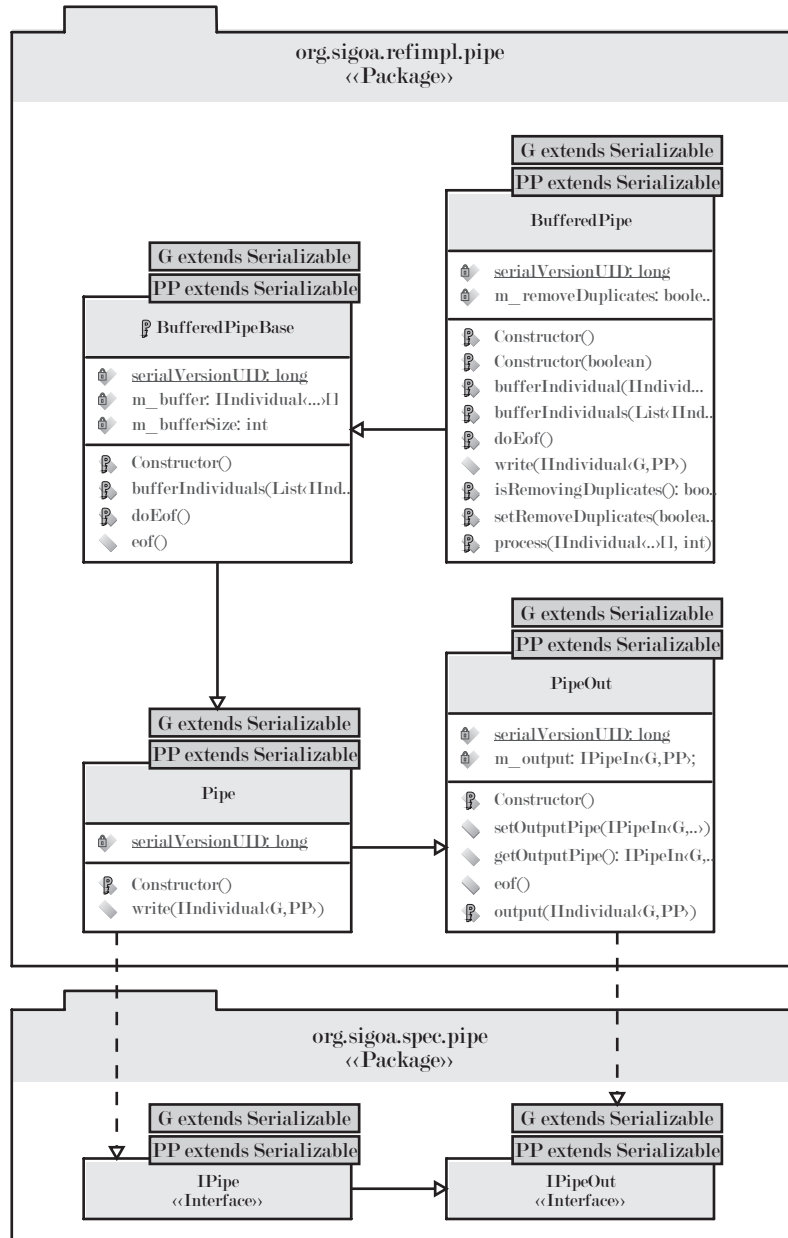 org.sigoa.refimpl.pipe
‹‹Package››
G extends Serializable
PP extends Serializable
BufferedPipe
serialVersionUID: long
m_removeDuplicates: boole..
Constructor()
Constructor(boolean)
bufferIndividual(IIndivid...
bufferIndividuals(List‹IInd..
doEof()
write(IIndividual‹G,PP›)
isRemovingDuplicates(): boo..
setRemoveDuplicates(boolea..
process(IIndividual‹..›[], int)
G extends Serializable
PP extends Serializable
BufferedPipeBase
serialVersionUID: long
m_buffer: IIndividual‹...›[]
m_bufferSize: int
Constructor()
bufferIndividuals(List‹IInd..
doEof()
eof()
G extends Serializable
PP extends Serializable
PipeOut
serialVersionUID: long
m_output: IPipeIn‹G,PP›;
Constructor()
setOutputPipe(IPipeIn‹G,..›)
getOutputPipe(): IPipeIn‹G,..
eof()
output(IIndividual‹G,PP›)
G extends Serializable
PP extends Serializable
Pipe
serialVersionUID: long
Constructor()
write(IIndividual‹G,PP›)
org.sigoa.spec.pipe
‹‹Package››
G extends Serializable
PP extends Serializable
IPipe
‹‹Interface››
G extends Serializable
PP extends Serializable
IPipeOut
‹‹Interface››